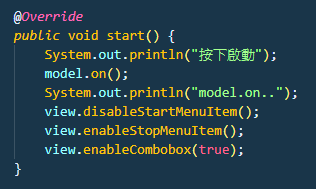 @Override
public void start() {
    System.out.println("按下啟動");
    model.on();
    System.out.println("model.on..");
    view.disableStartMenuItem();
    view.enableStopMenuItem();
    view.enableCombobox(true);
}